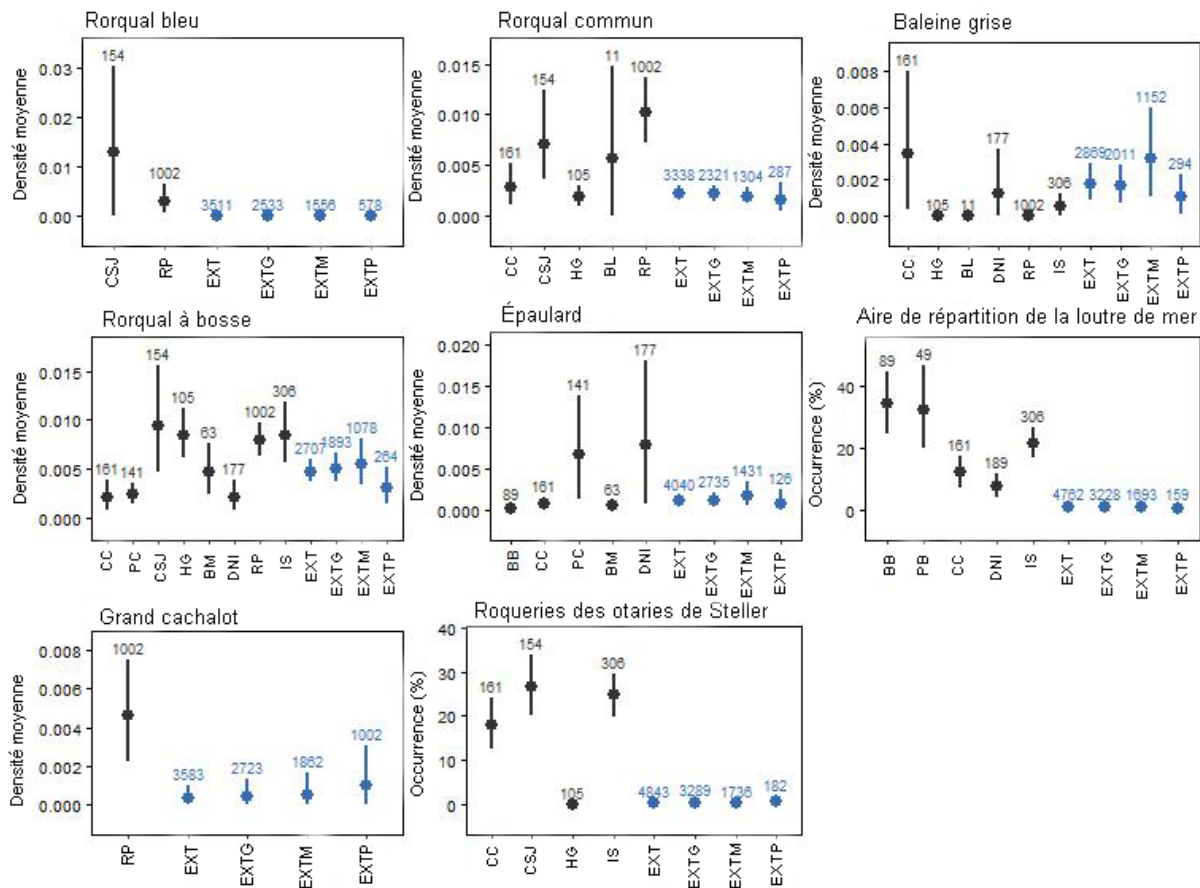 Rorqual bleu
Densité moyenne
0.03
0.02
0.01
0.00
154
1002
3511
2533
1556
578
CSJ
RP
EXT
EXTG
EXTM
EXTP
Rorqual commun
Densité moyenne
0.015
0.010
0.005
0.000
161
154
105
11
1002
3338
2321
1304
287
CC
CSJ
HG
BL
RP
EXT
EXTG
EXTM
EXTP
Baleine grise
Densité moyenne
0.008
0.006
0.004
0.002
0.000
161
105
11
177
1002
306
2869
2011
1152
294
CCI
HG
BL
DNI
RP
IS
EXT
EXTG
EXTM
EXTP
Rorqual à bosse
Densité moyenne
0.015
0.010
0.005
0.000
161
141
154
105
63
177
1002
306
2707
1893
1078
264
CC
PC
CSJ
HG
BM
DNI
RP
IS
EXT
EXTG
EXTM
EXTP
Épaulard
Densité moyenne
0.020
0.015
0.010
0.005
0.000
89
161
141
63
177
4040
2735
1431
126
BB
CC
PC
BM
DNI
EXT
EXTG
EXTM
EXTP
Aire de répartition de la loutre de mer
Occurrence (%)
40
20
0
89
49
161
189
306
4762
3228
1693
159
BB
PB
CC
DNI
IS
EXT
EXTG
EXTM
EXTP
Grand cachalot
Densité moyenne
0.008
0.006
0.004
0.002
0.000
1002
3583
2723
1862
1002
RP
EXT
EXTG
EXTM
EXTP
Roqueries des otaries de Steller
Occurrence (%)
40
30
20
10
0
161
154
105
306
4843
3289
1736
182
CC
CSJ
HG
IS
EXT
EXTG
EXTM
EXTP